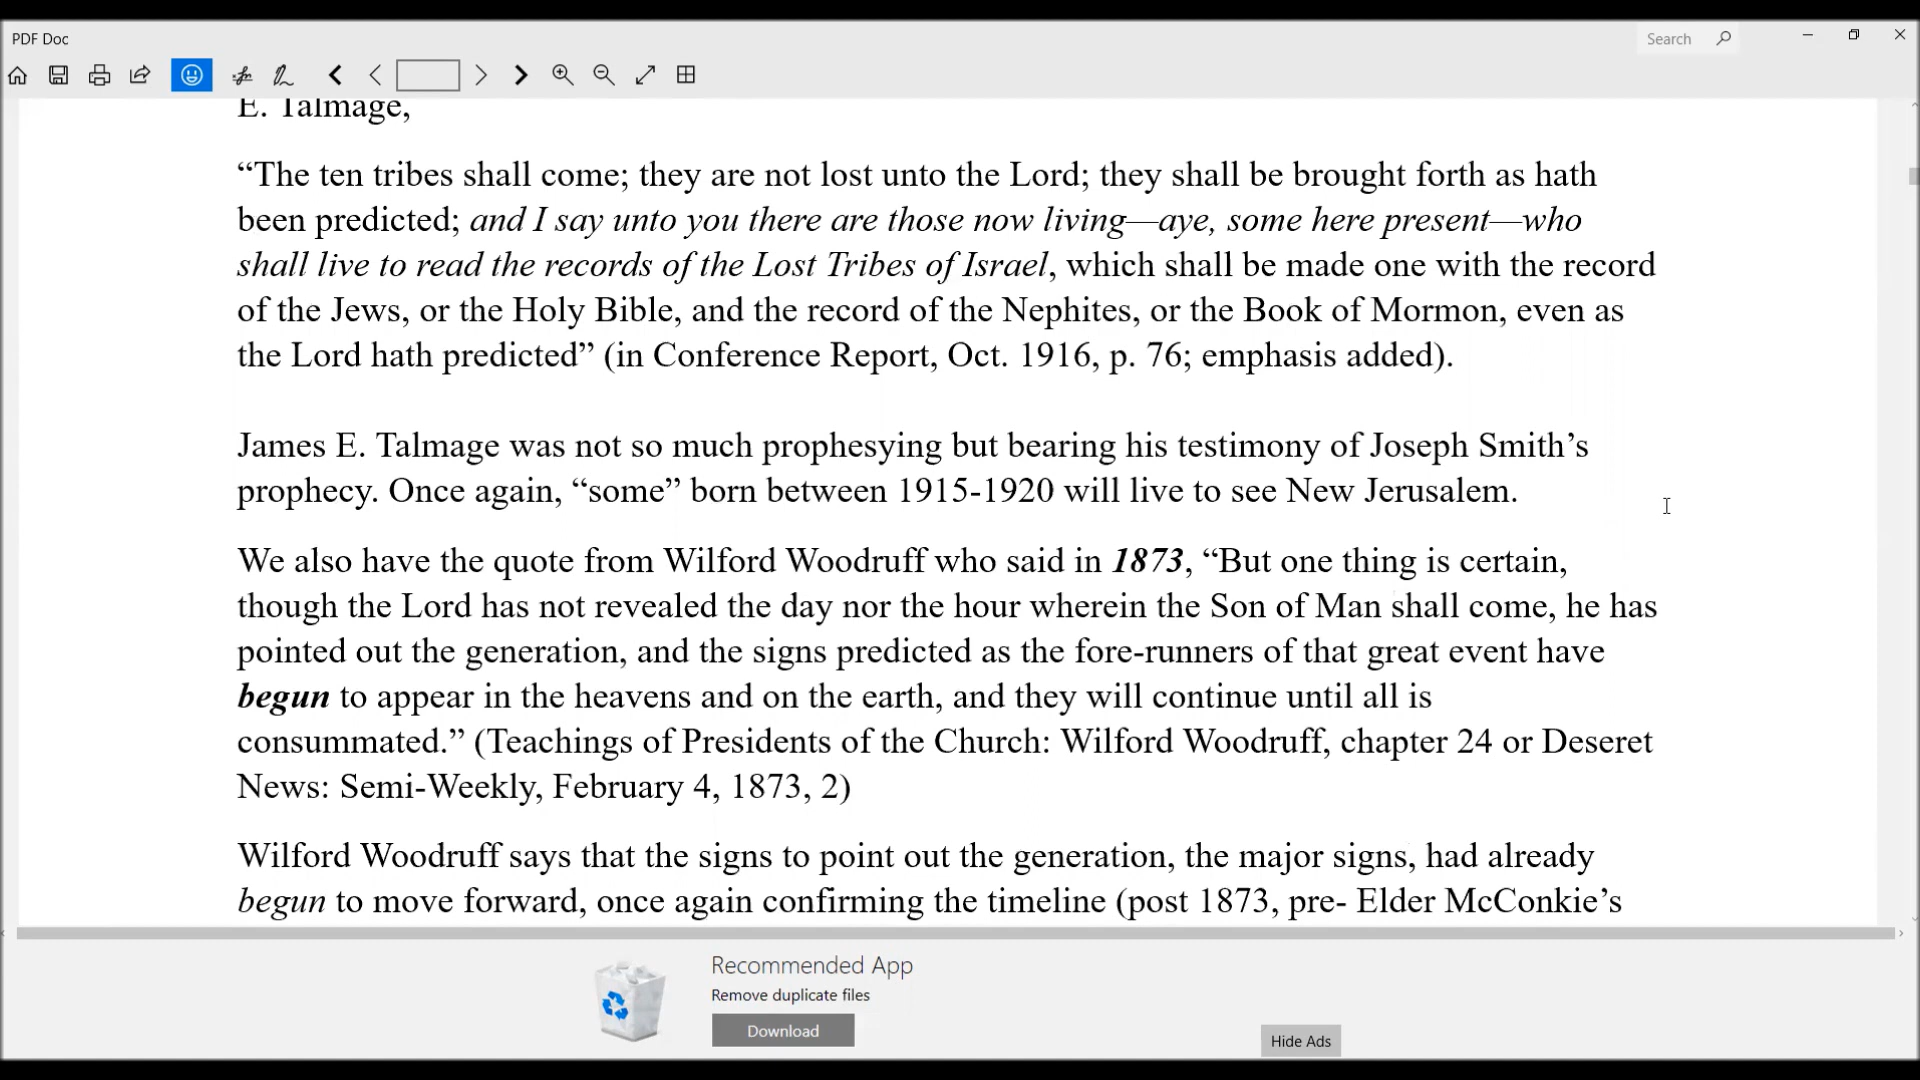 PDF Doc
Search
E. Talmage,
“The ten tribes shall come; they are not lost unto the Lord; they shall be brought forth as hath
been predicted; and I say unto you there are those now living—aye, some here present—who
shall live to read the records of the Lost Tribes of Israel, which shall be made one with the record
of the Jews, or the Holy Bible, and the record of the Nephites, or the Book of Mormon, even as
the Lord hath predicted” (in Conference Report, Oct. 1916, p. 76; emphasis added).
James E. Talmage was not so much prophesying but bearing his testimony of Joseph Smith’s
prophecy. Once again, “some” born between 1915-1920 will live to see New Jerusalem.
We also have the quote from Wilford Woodruff who said in 1873, “But one thing is certain,
though the Lord has not revealed the day nor the hour wherein the Son of Man shall come, he has
pointed out the generation, and the signs predicted as the fore-runners of that great event have
begun to appear in the heavens and on the earth, and they will continue until all is
consummated.” (Teachings of Presidents of the Church: Wilford Woodruff, chapter 24 or Deseret
News: Semi-Weekly, February 4, 1873, 2)
Wilford Woodruff says that the signs to point out the generation, the major signs, had already
begun to move forward, once again confirming the timeline (post 1873, pre- Elder McConkie’s
Recommended App
Remove duplicate files
Download
Hide Ads